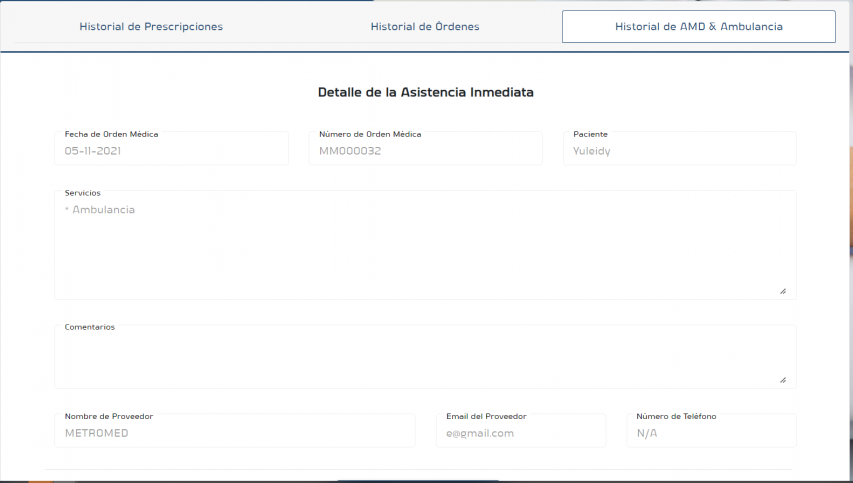 Historial de Prescripciones
Historial de Órdenes
Historial de AMD & Ambulancia
Detalle de la Asistencia Inmediata
Fecha de Orden Médica
05-11-2021
Número de Orden Médica
MM000032
Paciente
Yuleidy
Servicios
* Ambulancia
Comentarios
Nombre de Proveedor
METROMED
Email del Proveedor
e@gmail.com
Número de Teléfono
N/A